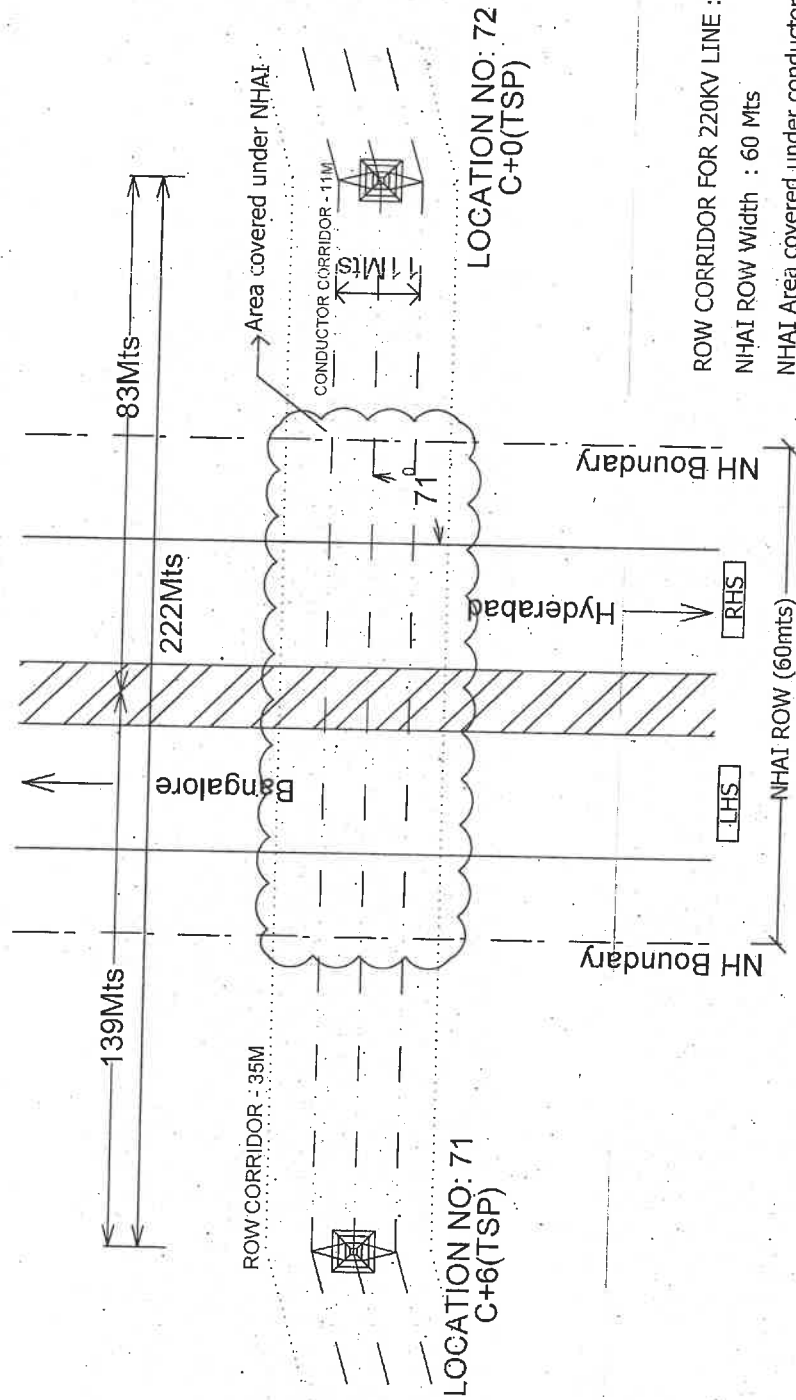 83Mts
139Mts
222Mts
Area covered under NHAI
CONDUCTOR CORRIDOR - 11M
ROW CORRIDOR - 35M
11Mts
LOCATION NO: 72
C+0(TSP)
LOCATION NO: 71
C+6(TSP)
71⁰
Bangalore
Hyderabad
NH Boundary
NH Boundary
LHS
RHS
NHAI ROW (60mts)
ROW CORRIDOR FOR 220KV LINE :
NHAI ROW Width : 60 Mts
NHAI Area covered under conductor